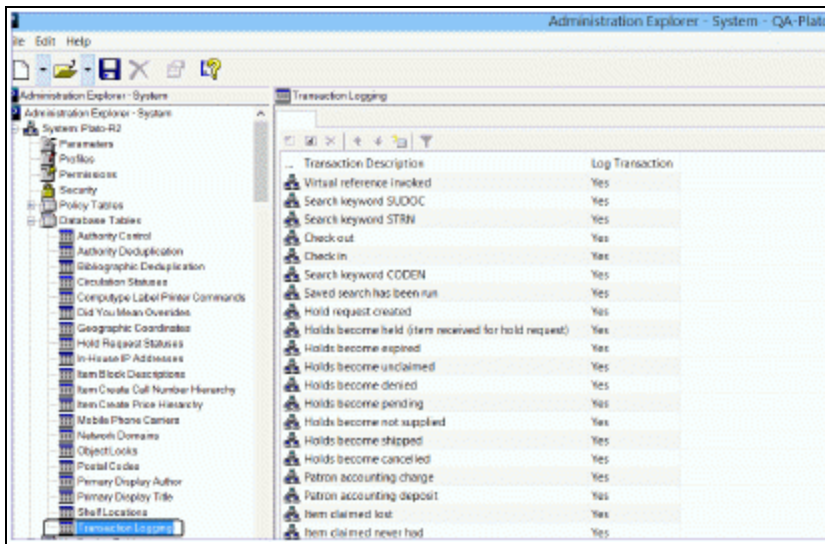 Administration Explorer - System - QA-Plato
ile Edit Help
Administration Explorer - System
Administration Explorer - System
System: Plato-R2
Parameters
Profiles
Permissions
Security
Policy Tables
Database Tables
Authority Control
Authority Deduplication
Bibliographic Deduplication
Circulation Statuses
Computype Label Printer Commands
Did You Mean Overrides
Geographic Coordinates
Hold Request Statuses
In-House IP Addresses
Item Block Descriptions
Item Create Call Number Hierarchy
Item Create Price Hierarchy
Mobile Phone Carriers
Network Domains
ObjectLocks
Postal Codes
Primary Display Author
Primary Display Title
Shelf Locations
Transaction Logging
Transaction Logging
... Transaction Description Log Transaction
Virtual reference invoked Yes
Search keyword SUDOC Yes
Search keyword STRN Yes
Check out Yes
Check in Yes
Search keyword CODEN Yes
Saved search has been run Yes
Hold request created Yes
Holds become held (item received for hold request) Yes
Holds become expired Yes
Holds become unclaimed Yes
Holds become denied Yes
Holds become pending Yes
Holds become not supplied Yes
Holds become shipped Yes
Holds become cancelled Yes
Patron accounting charge Yes
Patron accounting deposit Yes
Item claimed lost Yes
Item claimed never had Yes